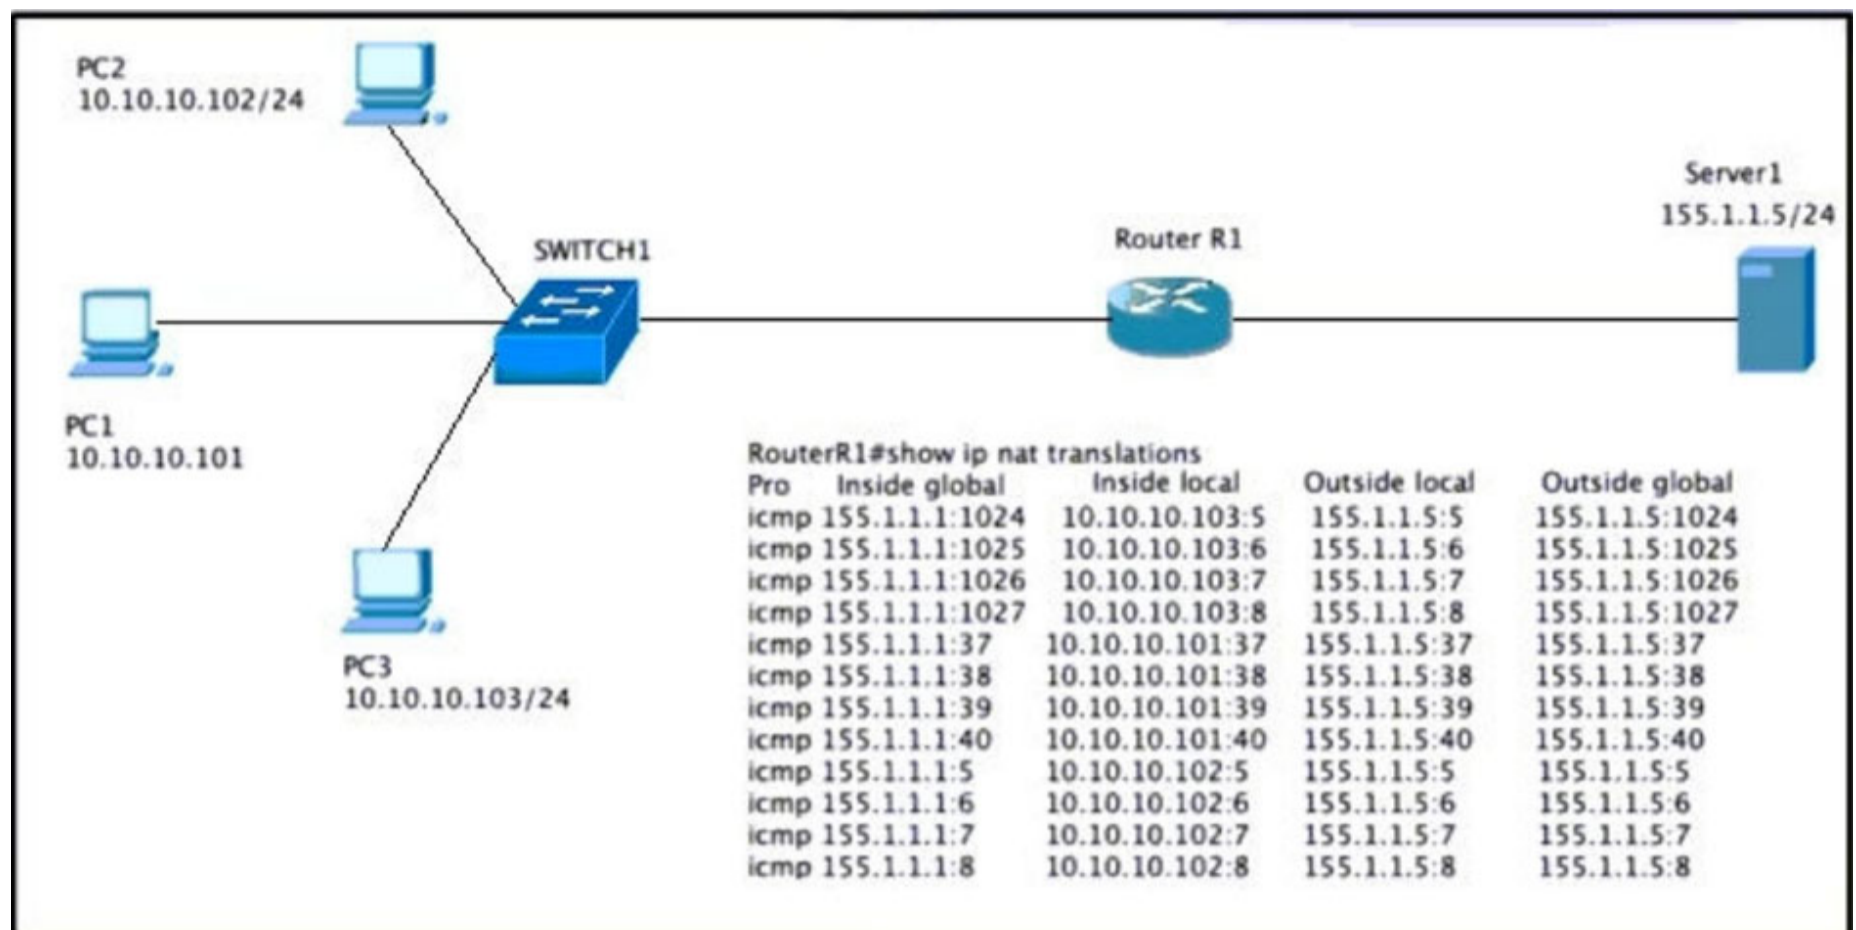 PC2
10.10.10.102/24
Server1
155.1.1.5/24
Router R1
SWITCH1
PC1
10.10.10.101
PC3
10.10.10.103/24
RouterR1#show ip nat translations
Pro Inside global Inside local Outside local Outside global
icmp 155.1.1.1:1024 10.10.10.103:5 155.1.1.5:5 155.1.1.5:1024
icmp 155.1.1.1:1025 10.10.10.103:6 155.1.1.5:6 155.1.1.5:1025
icmp 155.1.1.1:1026 10.10.10.103:7 155.1.1.5:7 155.1.1.5:1026
icmp 155.1.1.1:1027 10.10.10.103:8 155.1.1.5:8 155.1.1.5:1027
icmp 155.1.1.1:37 10.10.10.101:37 155.1.1.5:37 155.1.1.5:37
icmp 155.1.1.1:38 10.10.10.101:38 155.1.1.5:38 155.1.1.5:38
icmp 155.1.1.1:39 10.10.10.101:39 155.1.1.5:39 155.1.1.5:39
icmp 155.1.1.1:40 10.10.10.101:40 155.1.1.5:40 155.1.1.5:40
icmp 155.1.1.1:5 10.10.10.102:5 155.1.1.5:5 155.1.1.5:5
icmp 155.1.1.1:6 10.10.10.102:6 155.1.1.5:6 155.1.1.5:6
icmp 155.1.1.1:7 10.10.10.102:7 155.1.1.5:7 155.1.1.5:7
icmp 155.1.1.1:8 10.10.10.102:8 155.1.1.5:8 155.1.1.5:8